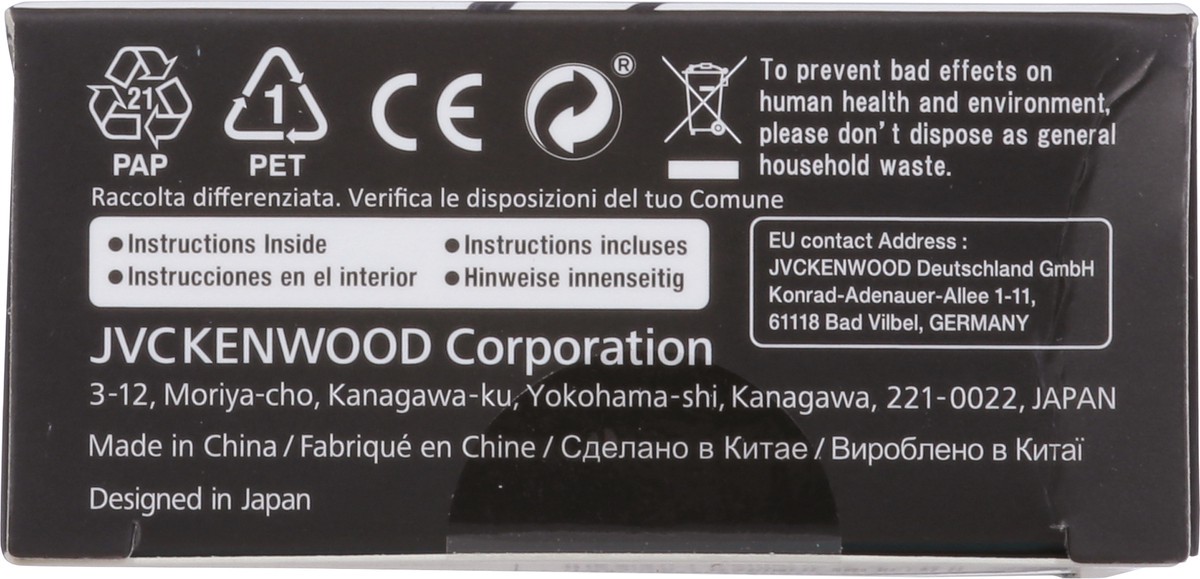 21
PAP
1
PET
CE
®
To prevent bad effects on
human health and environment,
please don't dispose as general
household waste.
Raccolta differenziata. Verifica le disposizioni del tuo Comune
●Instructions Inside
●Instrucciones en el interior
●Instructions incluses
●Hinweise innenseitig
EU contact Address :
JVCKENWOOD Deutschland GmbH
Konrad-Adenauer-Allee 1-11,
61118 Bad Vilbel, GERMANY
JVCKENWOOD Corporation
3-12, Moriya-cho, Kanagawa-ku, Yokohama-shi, Kanagawa, 221-0022, JAPAN
Made in China / Fabriqué en Chine / Сделано в Китае / Вироблено в Китаї
Designed in Japan